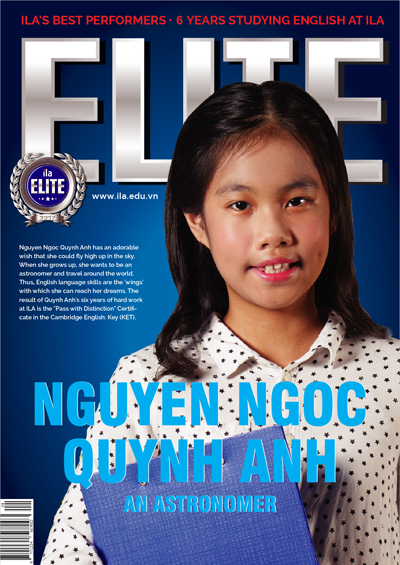 ILA'S BEST PERFORMERS • 6 YEARS STUDYING ENGLISH AT ILA
ELITE
ila
ELITE
www.ila.edu.vn
Nguyen Ngoc Quynh Anh has an adorable
wish that she could fly high up in the sky.
When she grows up, she wants to be an
astronomer and travel around the world.
Thus, English language skills are the 'wings'
with which she can reach her dreams. The
result of Quynh Anh's six years of hard work
at ILA is the "Pass with Distinction" Certifi-
cate in the Cambridge English: Key (KET).
NGUYEN NGOC
QUYNH ANH
AN ASTRONOMER